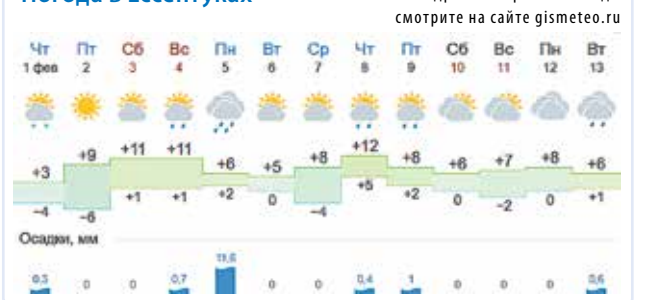 Погода в Ессентуках
смотрите на сайте gismeteo.ru
Чт Пт Сб Вс Пн Вт Ср Чт Пт Сб Вс Пн Вт
1 фев 2 3 4 5 6 7 8 9 10 11 12 13
+3 +9 +11 +11 +6 +5 +8 +12 +8 +6 +7 +8 +6
−4 −6 +1 +1 +2 0 −4 +5 +2 0 −2 0 +1
Осадки, мм
0,3 0 0 0,7 11,6 0 0 0,4 1 0 0 0 0,6